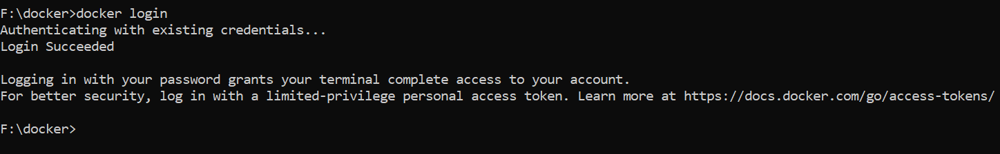 F:\docker>docker login
Authenticating with existing credentials...
Login Succeeded
Logging in with your password grants your terminal complete access to your account.
For better security, log in with a limited-privilege personal access token. Learn more at https://docs.docker.com/go/access-tokens/
F:\docker>